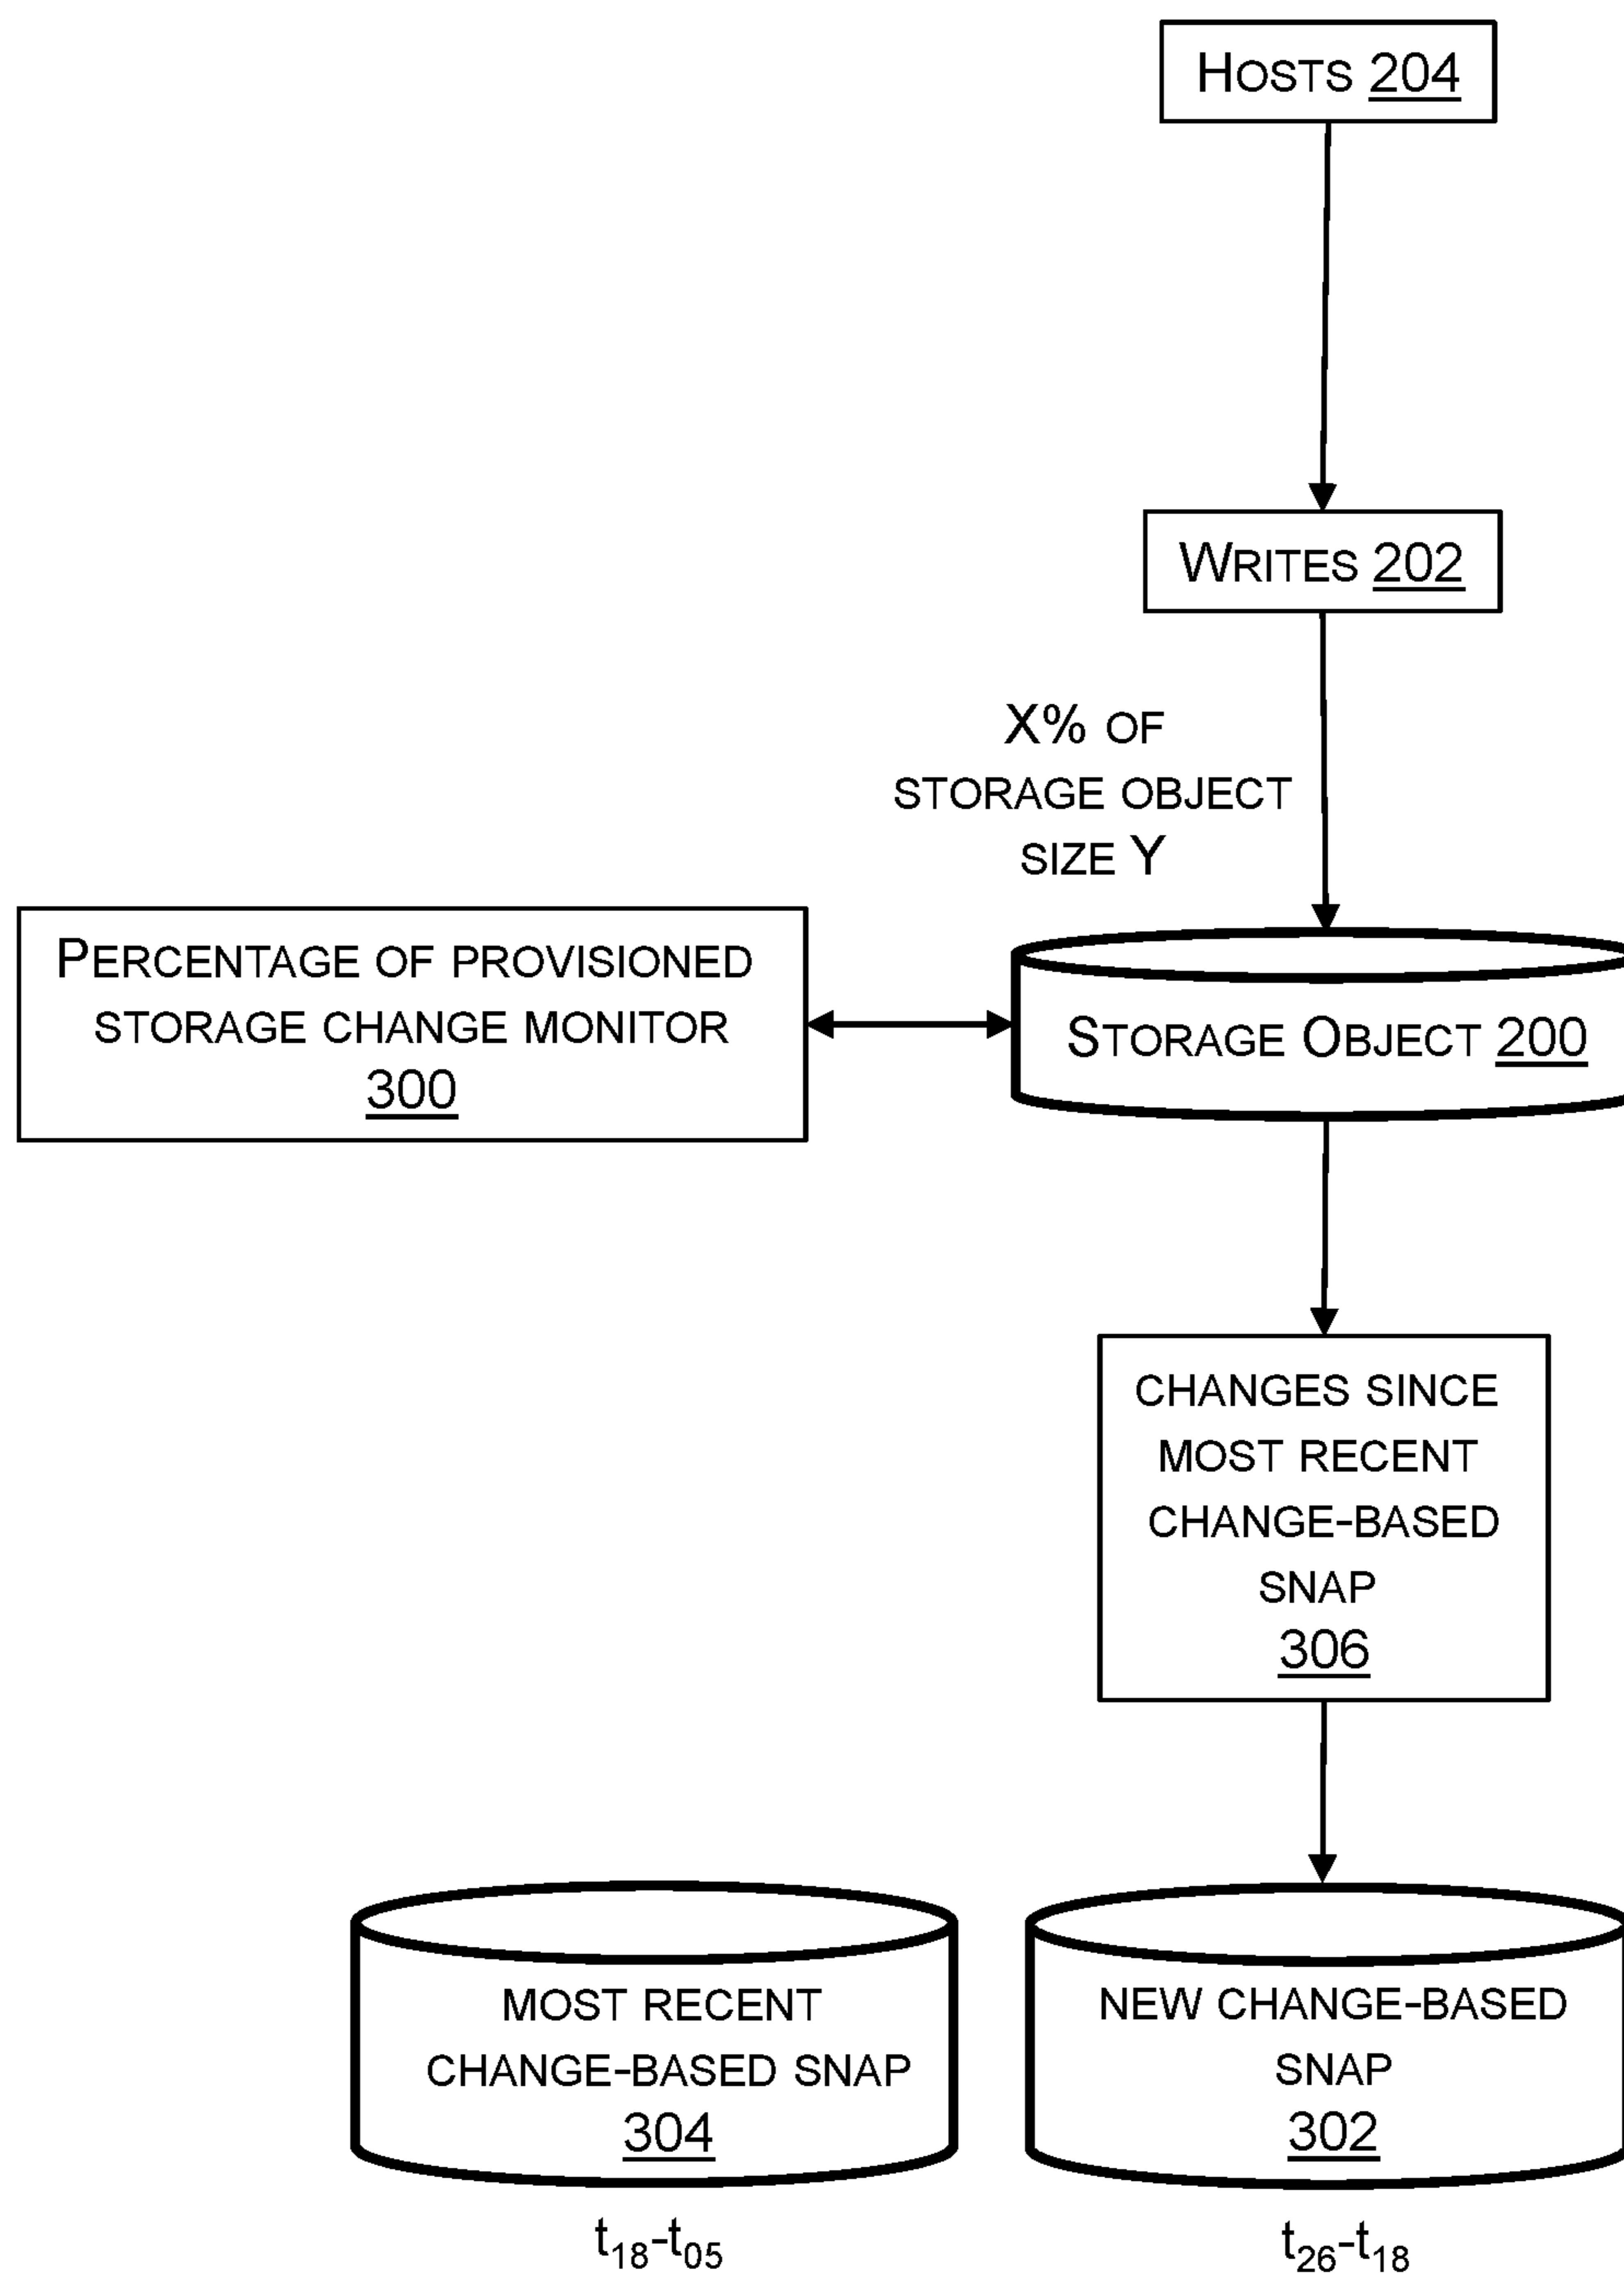 HOSTS 204
WRITES 202
X% OF
STORAGE OBJECT
SIZE Y
PERCENTAGE OF PROVISIONED
STORAGE CHANGE MONITOR
300
STORAGE OBJECT 200
CHANGES SINCE
MOST RECENT
CHANGE-BASED
SNAP
306
MOST RECENT
CHANGE-BASED SNAP
304
NEW CHANGE-BASED
SNAP
302
t18-t05
t26-t18